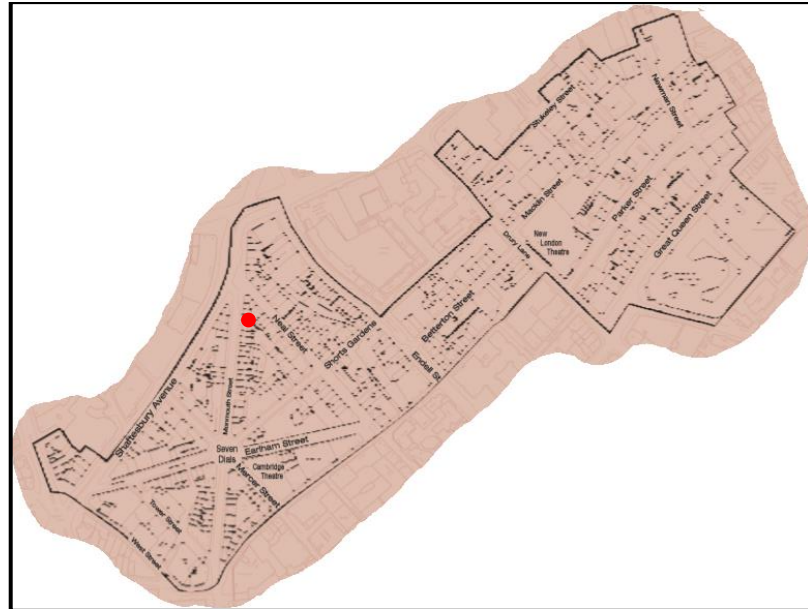 Stukeley Street
Newman Street
Macklin Street
Parker Street
Great Queen Street
Drury Lane
New
London
Theatre
Betterton Street
Endell St
Neal Street
Shorts Gardens
Shaftesbury Avenue
Monmouth Street
Seven
Dials
Earlham Street
Cambridge
Theatre
Mercer Street
Tower Street
West Street